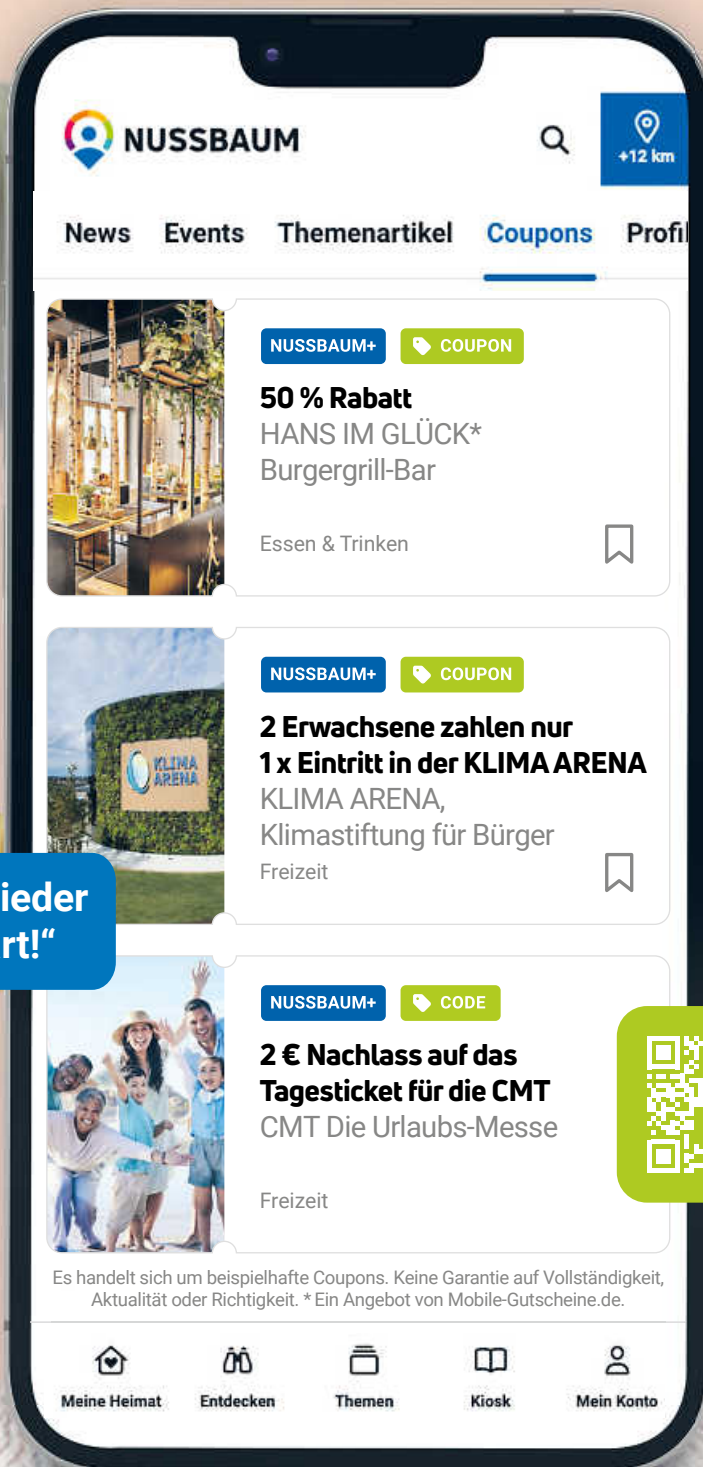 NUSSBAUM
+12 km
News Events Themenartikel Coupons Profil
NUSSBAUM+ COUPON
50 % Rabatt
HANS IM GLÜCK*
Burgergrill-Bar
Essen & Trinken
KLIMA
ARENA
NUSSBAUM+ COUPON
2 Erwachsene zahlen nur
1 x Eintritt in der KLIMA ARENA
KLIMA ARENA,
Klimastiftung für Bürger
Freizeit
ieder
rt!“
NUSSBAUM+ CODE
2 € Nachlass auf das
Tagesticket für die CMT
CMT Die Urlaubs-Messe
Freizeit
Es handelt sich um beispielhafte Coupons. Keine Garantie auf Vollständigkeit,
Aktualität oder Richtigkeit. * Ein Angebot von Mobile-Gutscheine.de.
Meine Heimat Entdecken Themen Kiosk Mein Konto